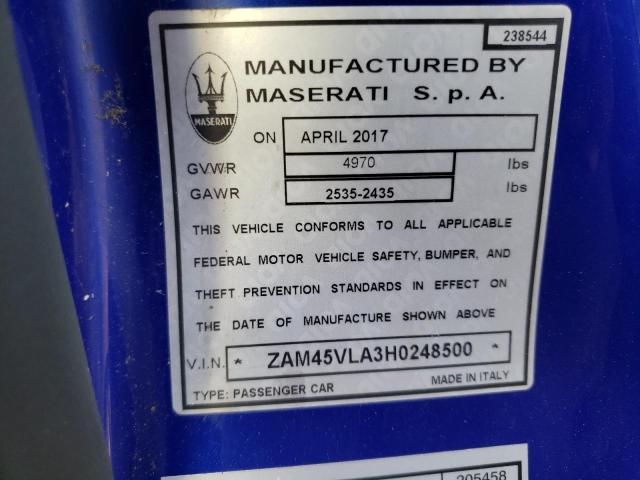 238544
MASERATI
MANUFACTURED BY
MASERATI S. p. A.
ON APRIL 2017
GVWR 4970 lbs
GAWR 2535-2435 lbs
THIS VEHICLE CONFORMS TO ALL APPLICABLE
FEDERAL MOTOR VEHICLE SAFETY, BUMPER, AND
THEFT PREVENTION STANDARDS IN EFFECT ON
THE DATE OF MANUFACTURE SHOWN ABOVE
V.I.N. * ZAM45VLA3H0248500 *
TYPE: PASSENGER CAR MADE IN ITALY
205458